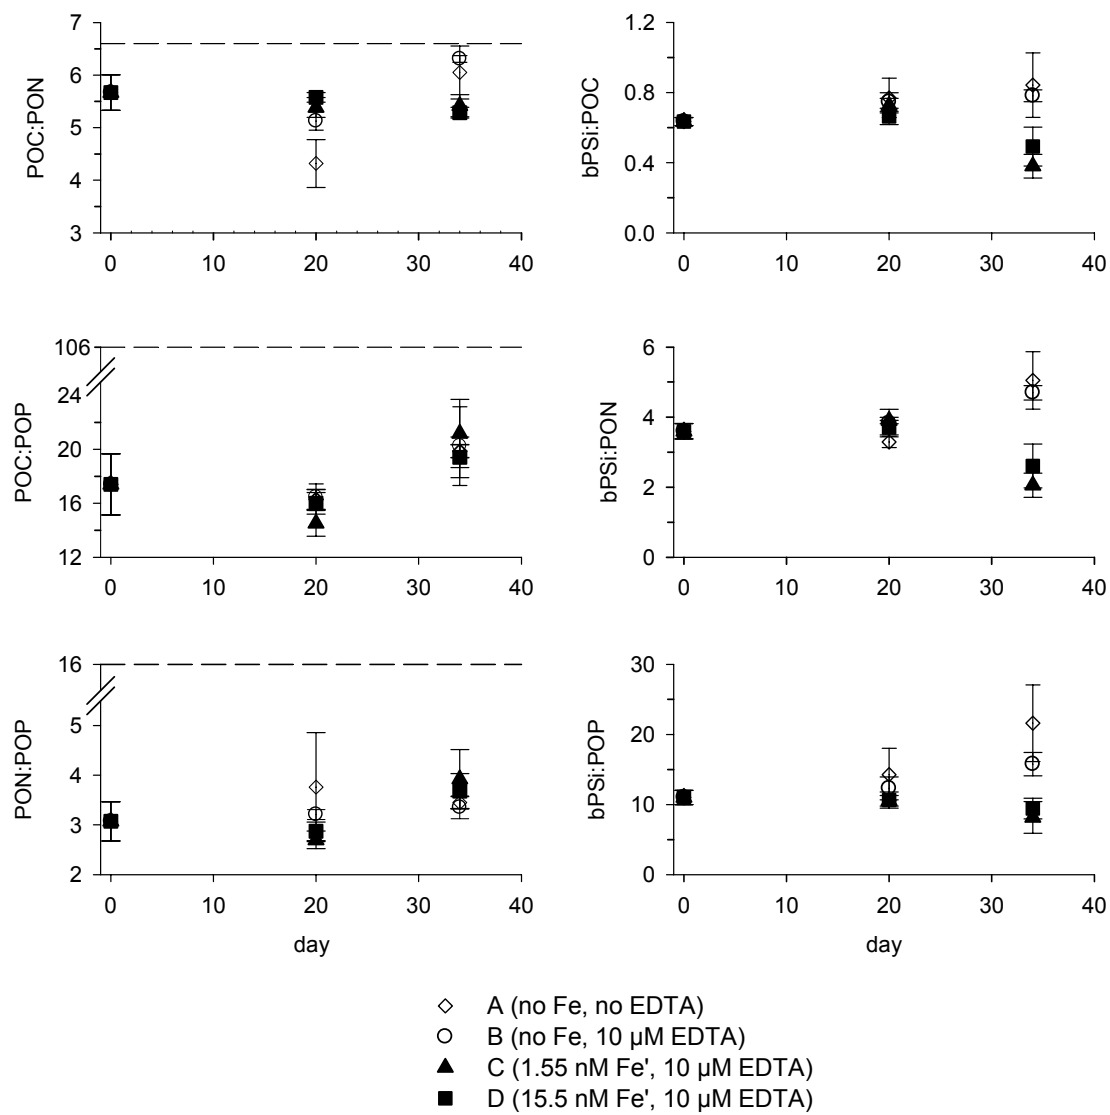 POC:PON
7
6
5
4
3
0 10 20 30 40
bPSi:POC
1.2
0.8
0.4
0.0
0 10 20 30 40
POC:POP
106
24
20
16
12
0 10 20 30 40
bPSi:PON
6
4
2
0
0 10 20 30 40
PON:POP
16
5
4
3
2
0 10 20 30 40
day
bPSi:POP
30
20
10
0
0 10 20 30 40
day
A (no Fe, no EDTA)
B (no Fe, 10 µM EDTA)
C (1.55 nM Fe', 10 µM EDTA)
D (15.5 nM Fe', 10 µM EDTA)